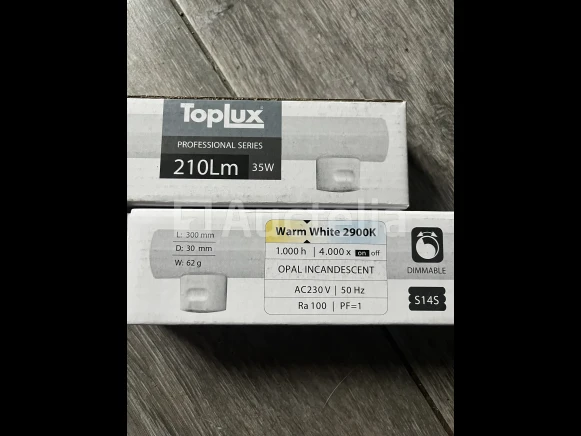 TopLux
PROFESSIONAL SERIES
210Lm 35W
Auctelia
L: 300 mm
D: 30 mm
W: 62 g
Warm White 2900K
1.000 h | 4.000 x on off
OPAL INCANDESCENT
AC230 V | 50 Hz
Ra 100 | PF=1
DIMMABLE
S14S